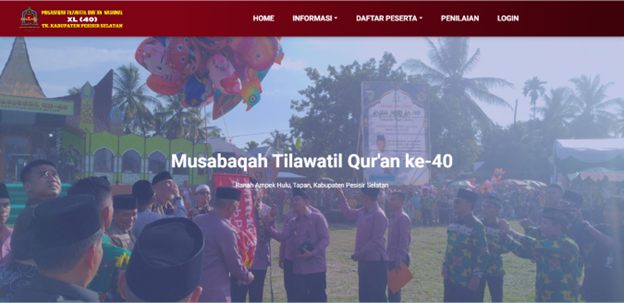 MUSABAQAH TILAWATIL QUR'AN NASIONAL
XL (40)
TK. KABUPATEN PESISIR SELATAN
HOME
INFORMASI
DAFTAR PESERTA
PENILAIAN
LOGIN
Musabaqah Tilawatil Qur'an ke-40
Ranah Ampek Hulu, Tapan, Kabupaten Pesisir Selatan